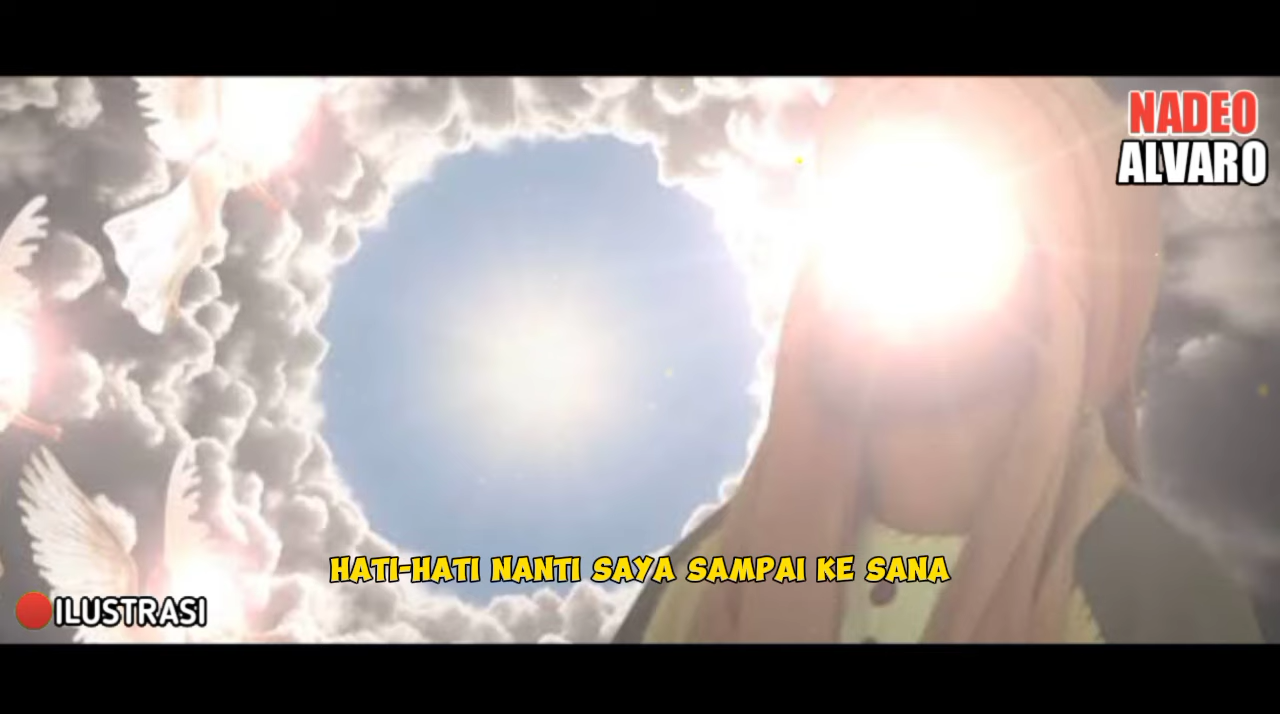 NADEO
ALVARO
HATI-HATI NANTI SAYA SAMPAI KE SANA
ILUSTRASI